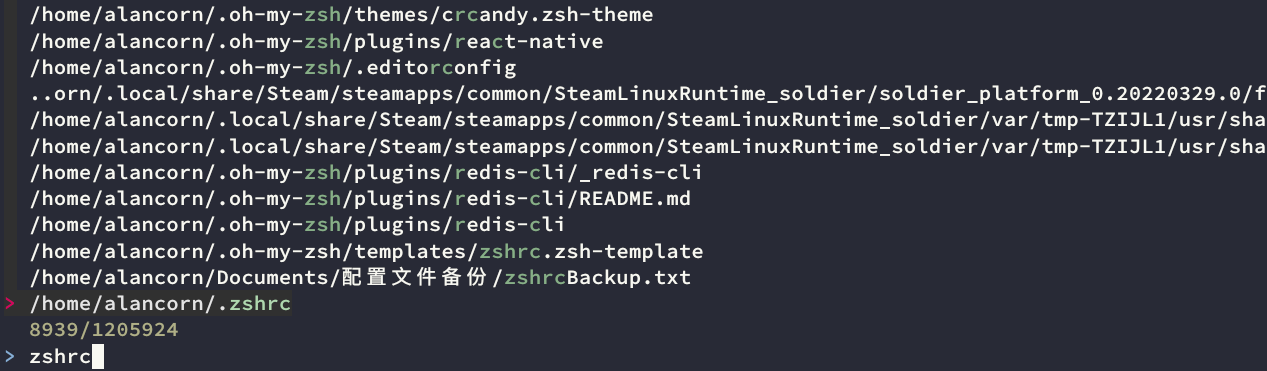 /home/alancorn/.oh-my-zsh/themes/crcandy.zsh-theme
/home/alancorn/.oh-my-zsh/plugins/react-native
/home/alancorn/.oh-my-zsh/.editorconfig
..orn/.local/share/Steam/steamapps/common/SteamLinuxRuntime_soldier/soldier_platform_0.20220329.0/f
/home/alancorn/.local/share/Steam/steamapps/common/SteamLinuxRuntime_soldier/var/tmp-TZIJL1/usr/sha
/home/alancorn/.local/share/Steam/steamapps/common/SteamLinuxRuntime_soldier/var/tmp-TZIJL1/usr/sha
/home/alancorn/.oh-my-zsh/plugins/redis-cli/_redis-cli
/home/alancorn/.oh-my-zsh/plugins/redis-cli/README.md
/home/alancorn/.oh-my-zsh/plugins/redis-cli
/home/alancorn/.oh-my-zsh/templates/zshrc.zsh-template
/home/alancorn/Documents/配置文件备份/zshrcBackup.txt
> /home/alancorn/.zshrc
8939/1205924
> zshrc